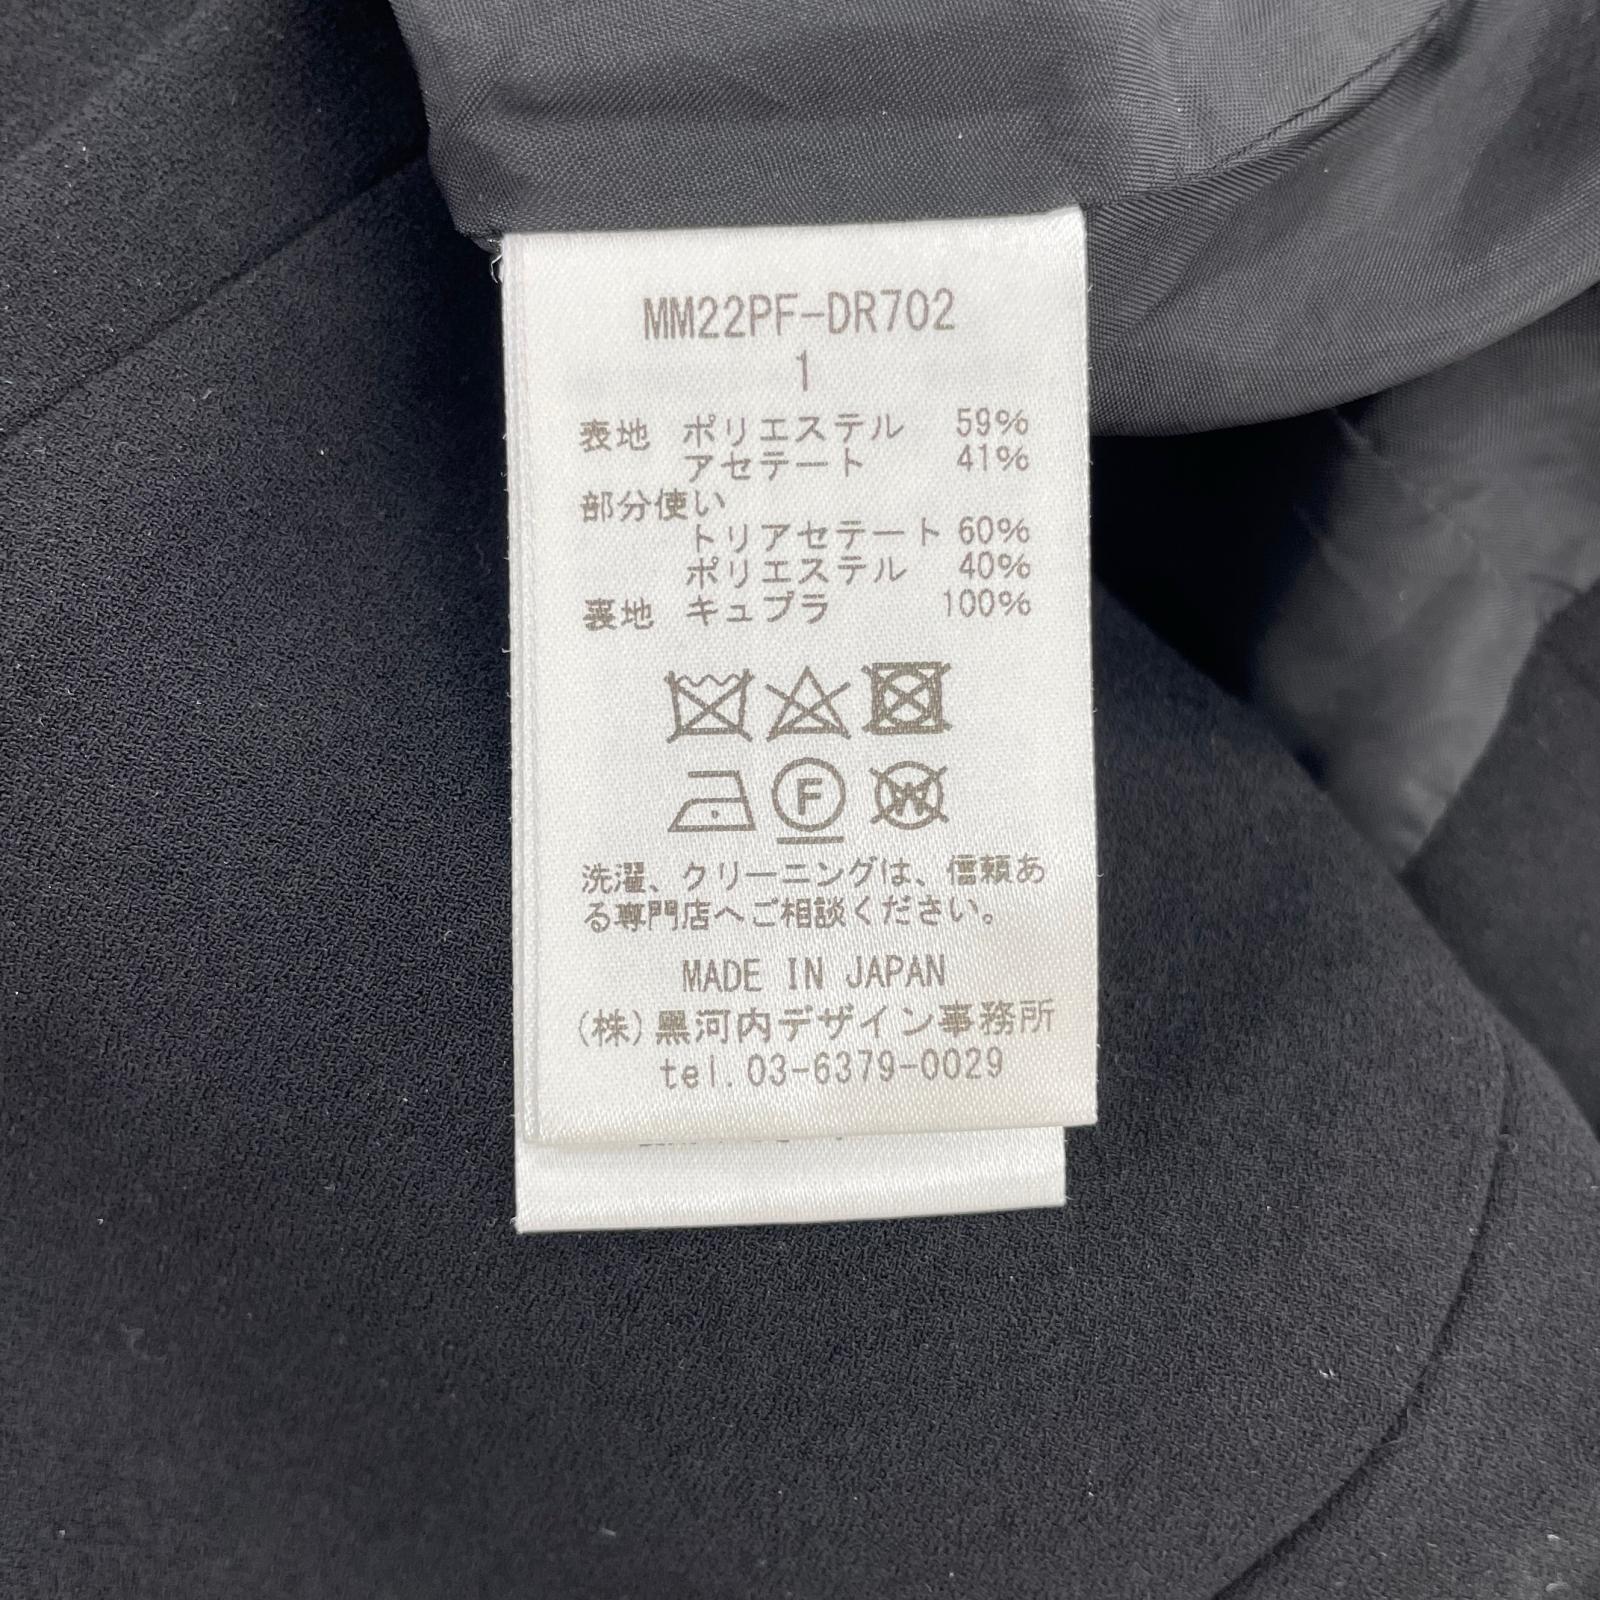 MM22PF-DR702
1
表地 ポリエステル 59%
アセテート 41%
部分使い
トリアセテート 60%
ポリエステル 40%
裏地 キュプラ 100%
F W
洗濯、クリーニングは、信頼あ
る専門店へご相談ください。
MADE IN JAPAN
(株)黒河内デザイン事務所
tel.03-6379-0029